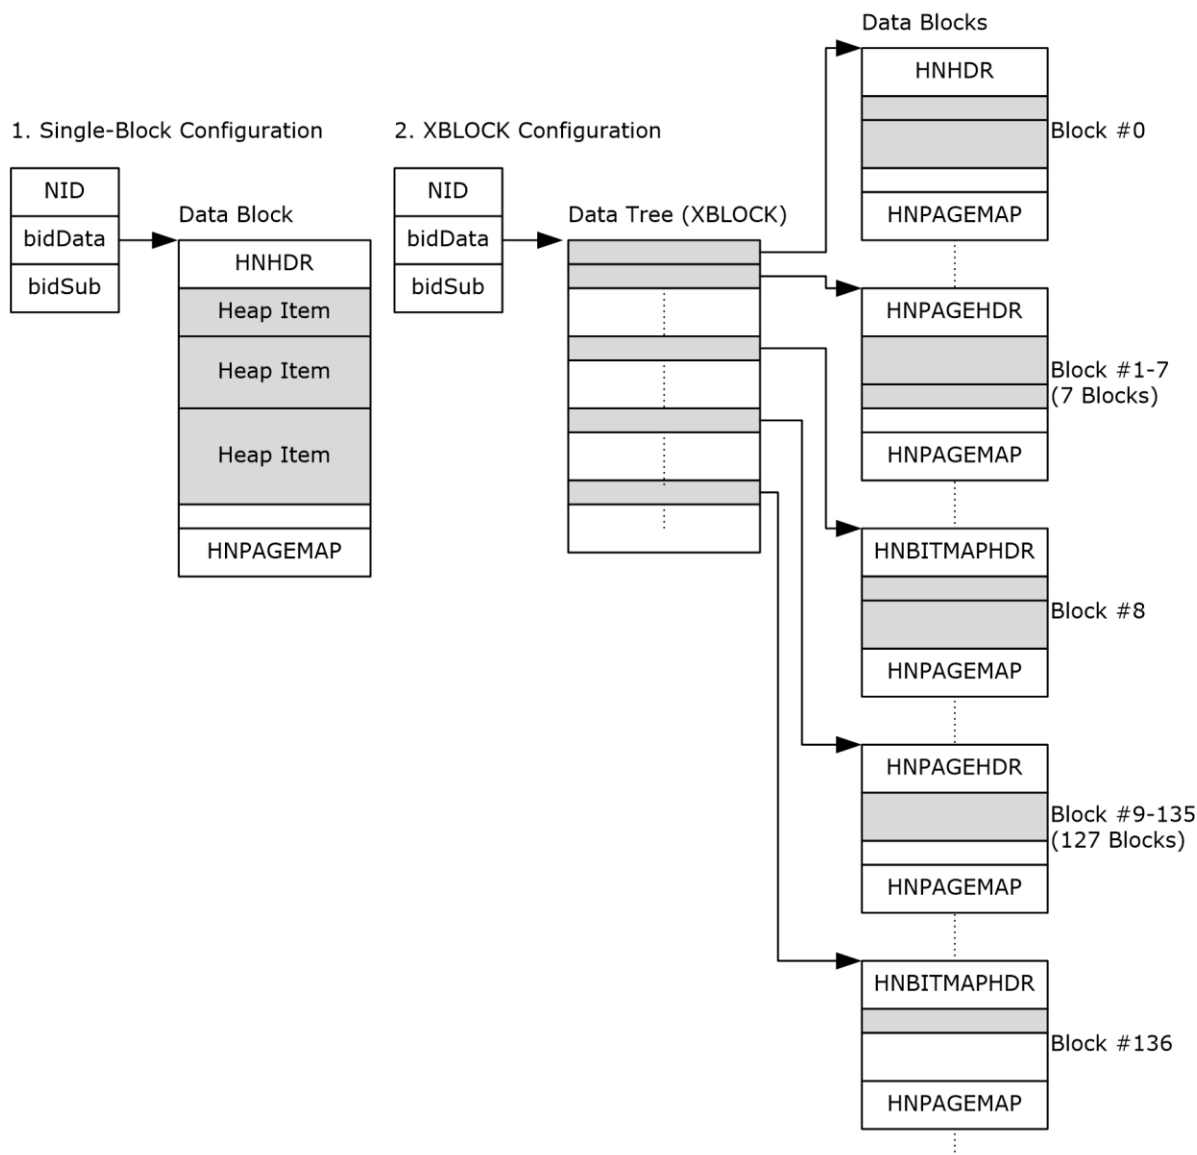 1. Single-Block Configuration
NID
bidData
bidSub
Data Block
HNHDR
Heap Item
Heap Item
Heap Item
HNPAGEMAP
2. XBLOCK Configuration
NID
bidData
bidSub
Data Tree (XBLOCK)
Data Blocks
HNHDR
HNPAGEMAP
Block #0
HNPAGEHDR
HNPAGEMAP
Block #1-7
(7 Blocks)
HNBITMAPHDR
HNPAGEMAP
Block #8
HNPAGEHDR
HNPAGEMAP
Block #9-135
(127 Blocks)
HNBITMAPHDR
HNPAGEMAP
Block #136